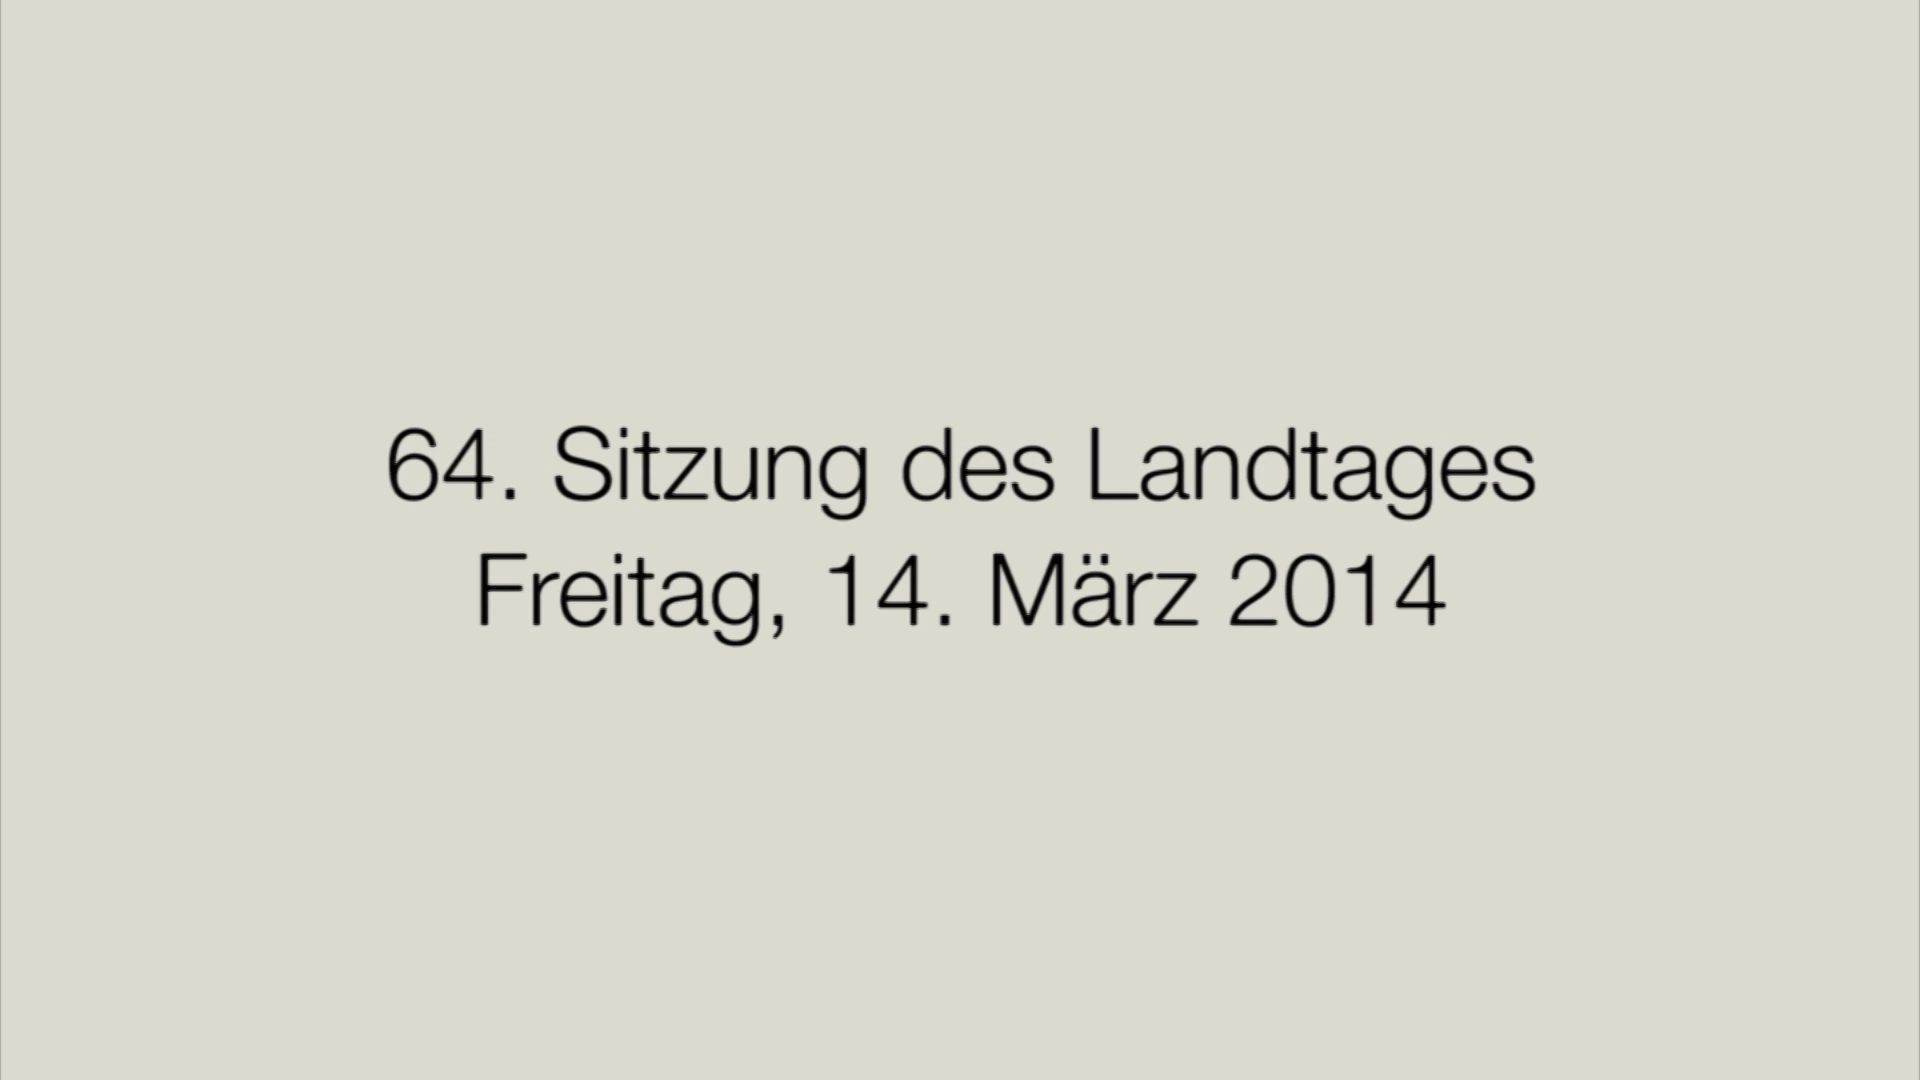 64. Sitzung des Landtages
Freitag, 14. März 2014